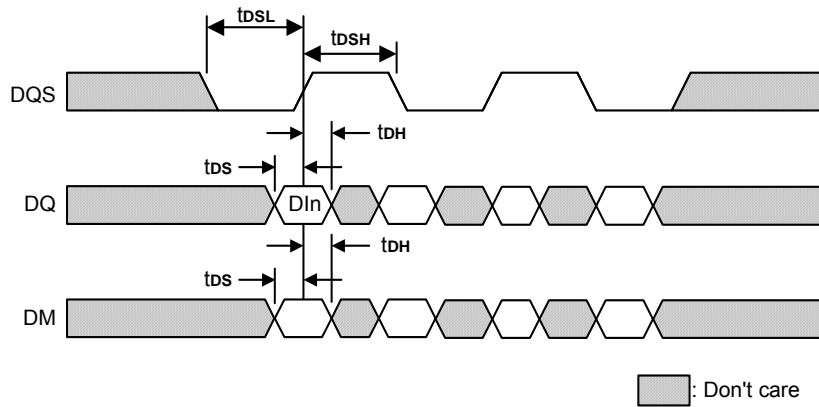 tDSL
tDSH
DQS
tDH
tDS
DQ
DIn
tDH
tDS
DM
: Don't care